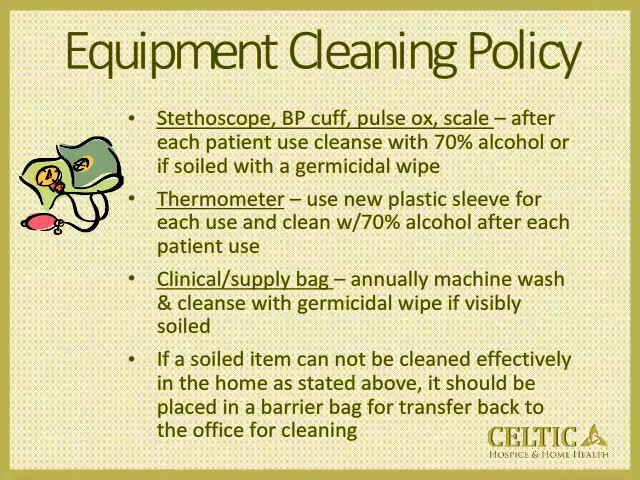 Equipment Cleaning Policy
• Stethoscope, BP cuff, pulse ox, scale – after
each patient use cleanse with 70% alcohol or
if soiled with a germicidal wipe
• Thermometer – use new plastic sleeve for
each use and clean w/70% alcohol after each
patient use
• Clinical/supply bag – annually machine wash
& cleanse with germicidal wipe if visibly
soiled
• If a soiled item can not be cleaned effectively
in the home as stated above, it should be
placed in a barrier bag for transfer back to
the office for cleaning
CELTIC
HOSPICE & HOME HEALTH